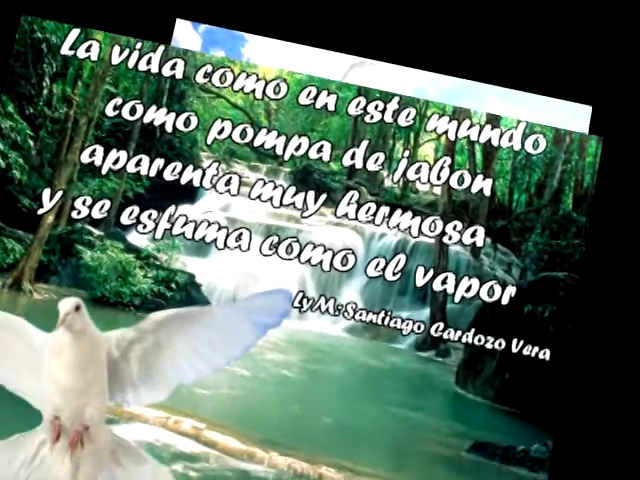 La vida como en este mundo
como pompa de jabon
aparenta muy hermosa
y se esfuma como el vapor
LyM: Santiago Cardozo Vera